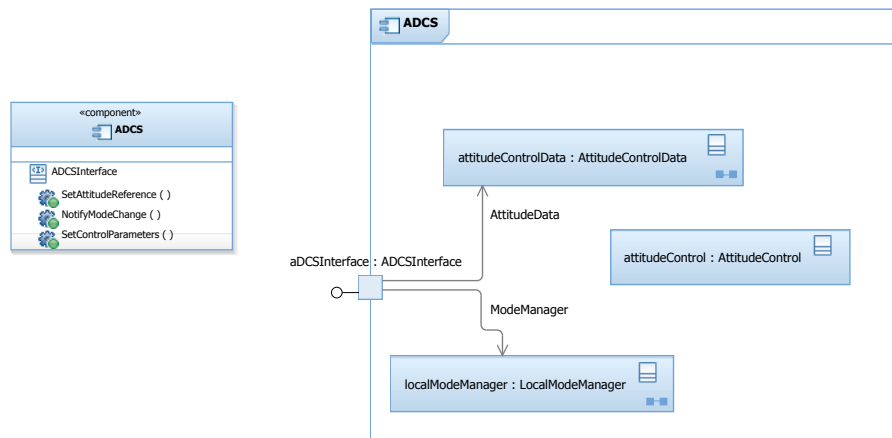 ADCS
«component»
ADCS
ADCSInterface
SetAttitudeReference ( )
NotifyModeChange ( )
SetControlParameters ( )
attitudeControlData : AttitudeControlData
AttitudeData
attitudeControl : AttitudeControl
aDCSInterface : ADCSInterface
ModeManager
localModeManager : LocalModeManager